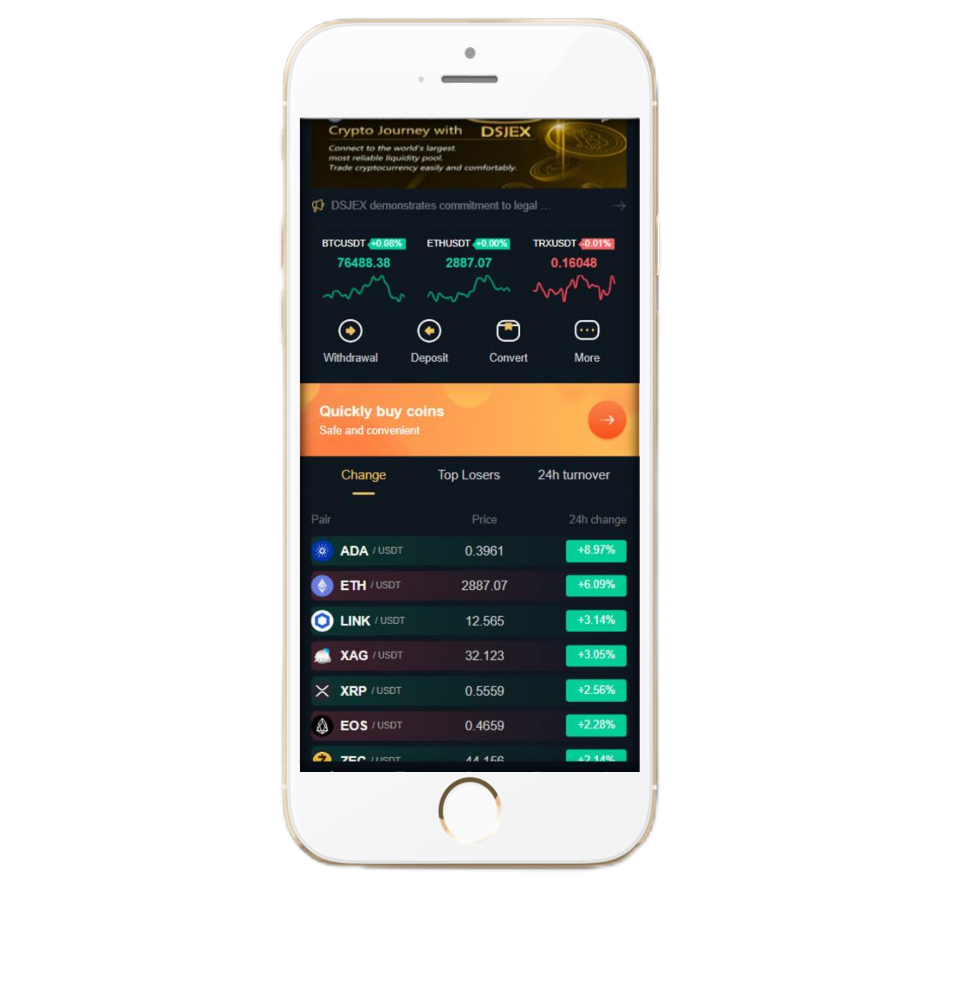 Crypto Journey with DSJEX
Connect to the world's largest.
most reliable liquidity pool.
Trade cryptocurrency easily and comfortably.
DSJEX demonstrates commitment to legal ...
BTCUSDT +0.08% ETHUSDT +0.00% TRXUSDT -0.01%
76488.38 2887.07 0.16048
Withdrawal Deposit Convert More
Quickly buy coins
Safe and convenient
Change Top Losers 24h turnover
Pair Price 24h change
ADA / USDT 0.3961 +8.97%
ETH / USDT 2887.07 +6.09%
LINK / USDT 12.565 +3.14%
XAG / USDT 32.123 +3.05%
XRP / USDT 0.5559 +2.56%
EOS / USDT 0.4659 +2.28%
ZEC / USDT 44.156 +2.14%